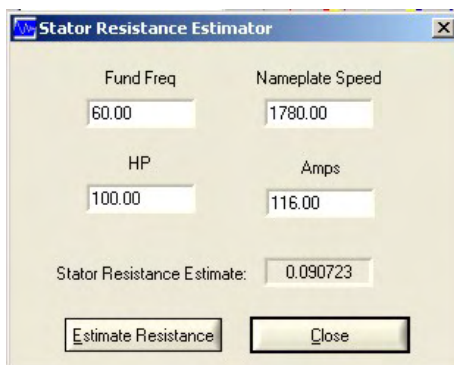 Stator Resistance Estimator
Fund Freq Nameplate Speed
60.00 1780.00
HP Amps
100.00 116.00
Stator Resistance Estimate: 0.090723
Estimate Resistance Close